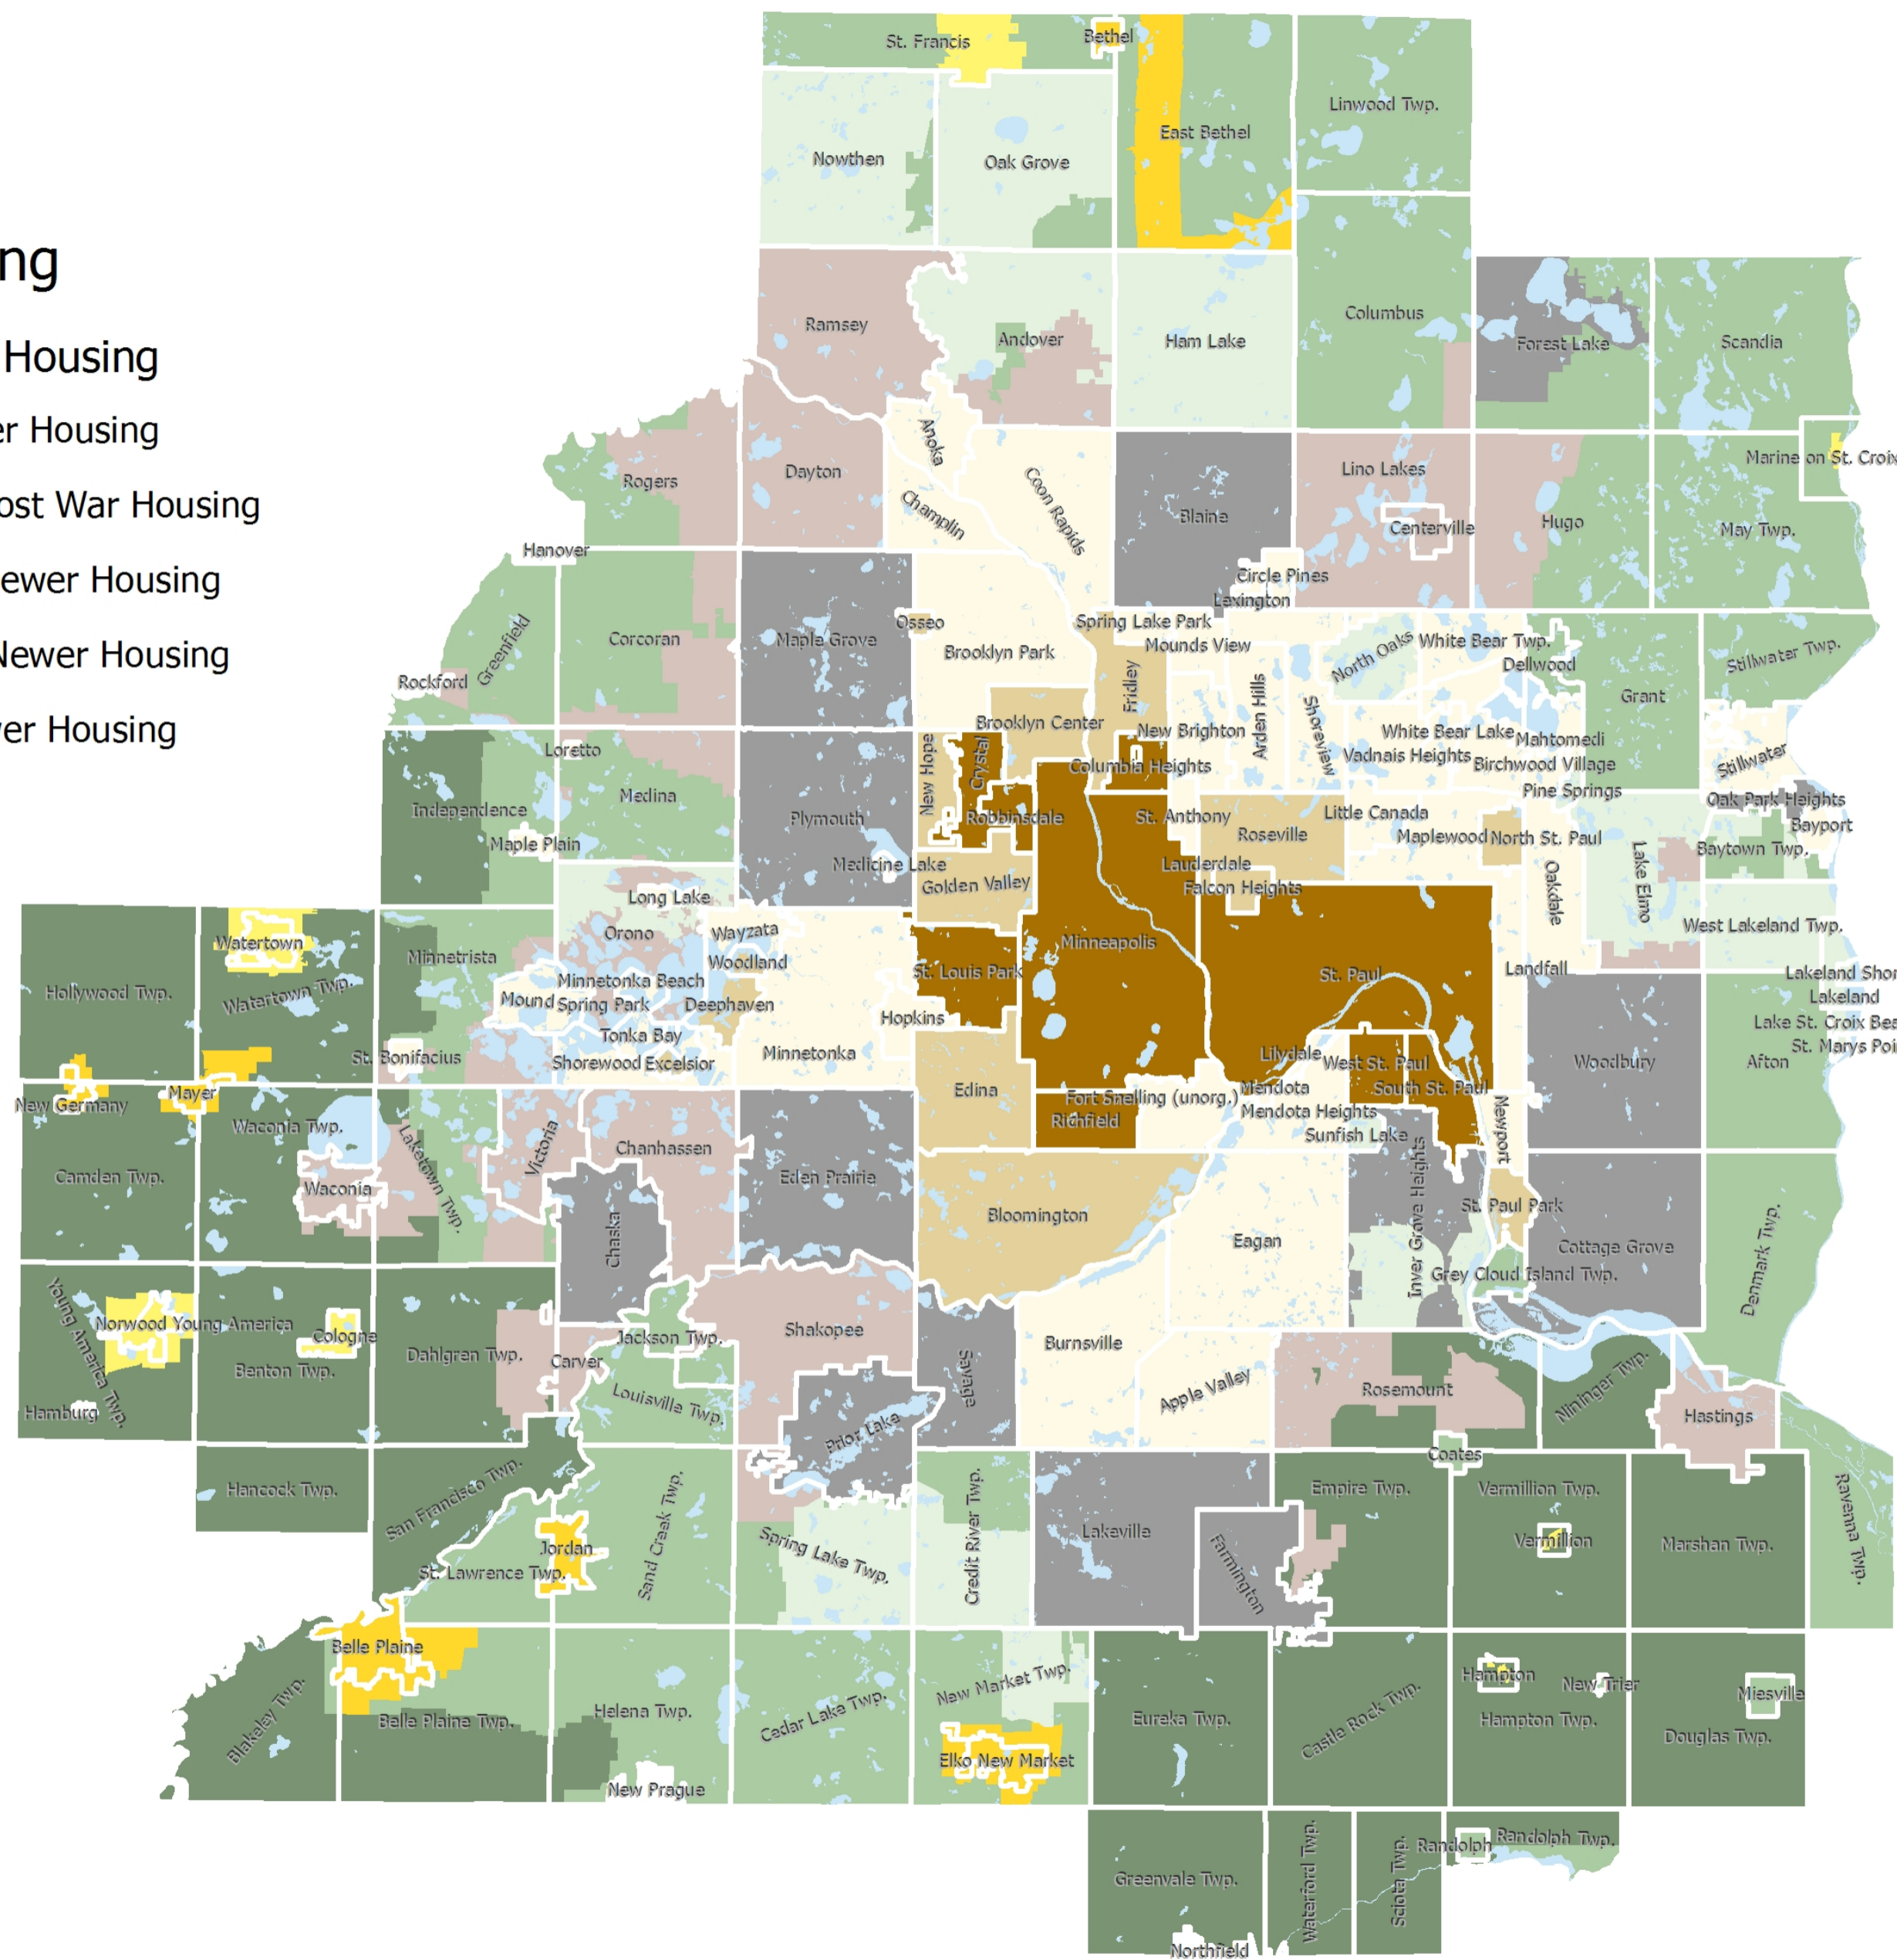 ng
Housing
er Housing
ost War Housing
ewer Housing
Newer Housing
er Housing
St. Francis
Bethel
Linwood Twp.
East Bethel
Nowthen
Oak Grove
Columbus
Ramsey
Andover
Ham Lake
Forest Lake
Scandia
Anoka
Rogers
Dayton
Champlin
Coon Rapids
Blaine
Lino Lakes
Centerville
Hugo
Marine on St. Croix
May Twp.
Hanover
Circle Pines
Lexington
Greenfield
Corcoran
Maple Grove
Osseo
Brooklyn Park
Spring Lake Park
Mounds View
North Oaks
White Bear Twp.
Dellwood
Grant
Stillwater Twp.
Rockford
Fridley
Brooklyn Center
New Brighton
Arden Hills
Shoreview
White Bear Lake
Mahtomedi
Vadnais Heights
Birchwood Village
Stillwater
Loretto
New Hope
Crystal
Columbia Heights
Pine Springs
Independence
Medina
Plymouth
Robbinsdale
St. Anthony
Roseville
Little Canada
Maplewood
North St. Paul
Oak Park Heights
Bayport
Baytown Twp.
Maple Plain
Medicine Lake
Golden Valley
Lauderdale
Falcon Heights
Oakdale
Lake Elmo
Long Lake
Orono
Wayzata
Woodland
West Lakeland Twp.
Watertown
Minnetrista
Minneapolis
St. Louis Park
St. Paul
Landfall
Lakeland Shor
Lakeland
Hollywood Twp.
Watertown Twp.
Minnetonka Beach
Mound
Spring Park
Deephaven
Hopkins
Lake St. Croix Bea
St. Marys Poi
Tonka Bay
Shorewood
Excelsior
Minnetonka
St. Bonifacius
Lilydale
West St. Paul
Woodbury
Afton
New Germany
Mayer
Edina
Fort Snelling (unorg.)
Richfield
Mendota
South St. Paul
Mendota Heights
Sunfish Lake
Newport
Waconia Twp.
Laketown Twp.
Victoria
Chanhassen
Camden Twp.
Waconia
Eden Prairie
Inver Grove Heights
St. Paul Park
Bloomington
Chaska
Eagan
Cottage Grove
Grey Cloud Island Twp.
Denmark Twp.
Young America Twp.
Norwood Young America
Cologne
Benton Twp.
Dahlgren Twp.
Jackson Twp.
Carver
Shakopee
Savage
Burnsville
Louisville Twp.
Apple Valley
Rosemount
Nininger Twp.
Hamburg
Prior Lake
Hastings
Coates
Hancock Twp.
San Francisco Twp.
Sand Creek Twp.
Spring Lake Twp.
Credit River Twp.
Lakeville
Farmington
Empire Twp.
Vermillion Twp.
Vermillion
Marshan Twp.
Ravenna Twp.
Jordan
St. Lawrence Twp.
Belle Plaine
Blakeley Twp.
Belle Plaine Twp.
Helena Twp.
Cedar Lake Twp.
New Market Twp.
Eureka Twp.
Castle Rock Twp.
Hampton
New Trier
Miesville
Hampton Twp.
Douglas Twp.
Elko New Market
New Prague
Greenvale Twp.
Waterford Twp.
Sciota Twp.
Randolph
Randolph Twp.
Northfield